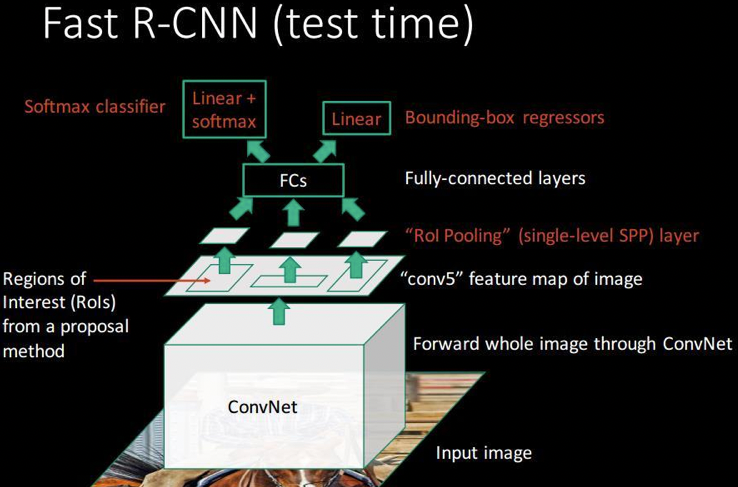 Fast R-CNN (test time)
Softmax classifier
Linear +
softmax
Linear
Bounding-box regressors
FCs
Fully-connected layers
“RoI Pooling” (single-level SPP) layer
Regions of
Interest (RoIs)
from a proposal
method
“conv5” feature map of image
Forward whole image through ConvNet
ConvNet
Input image